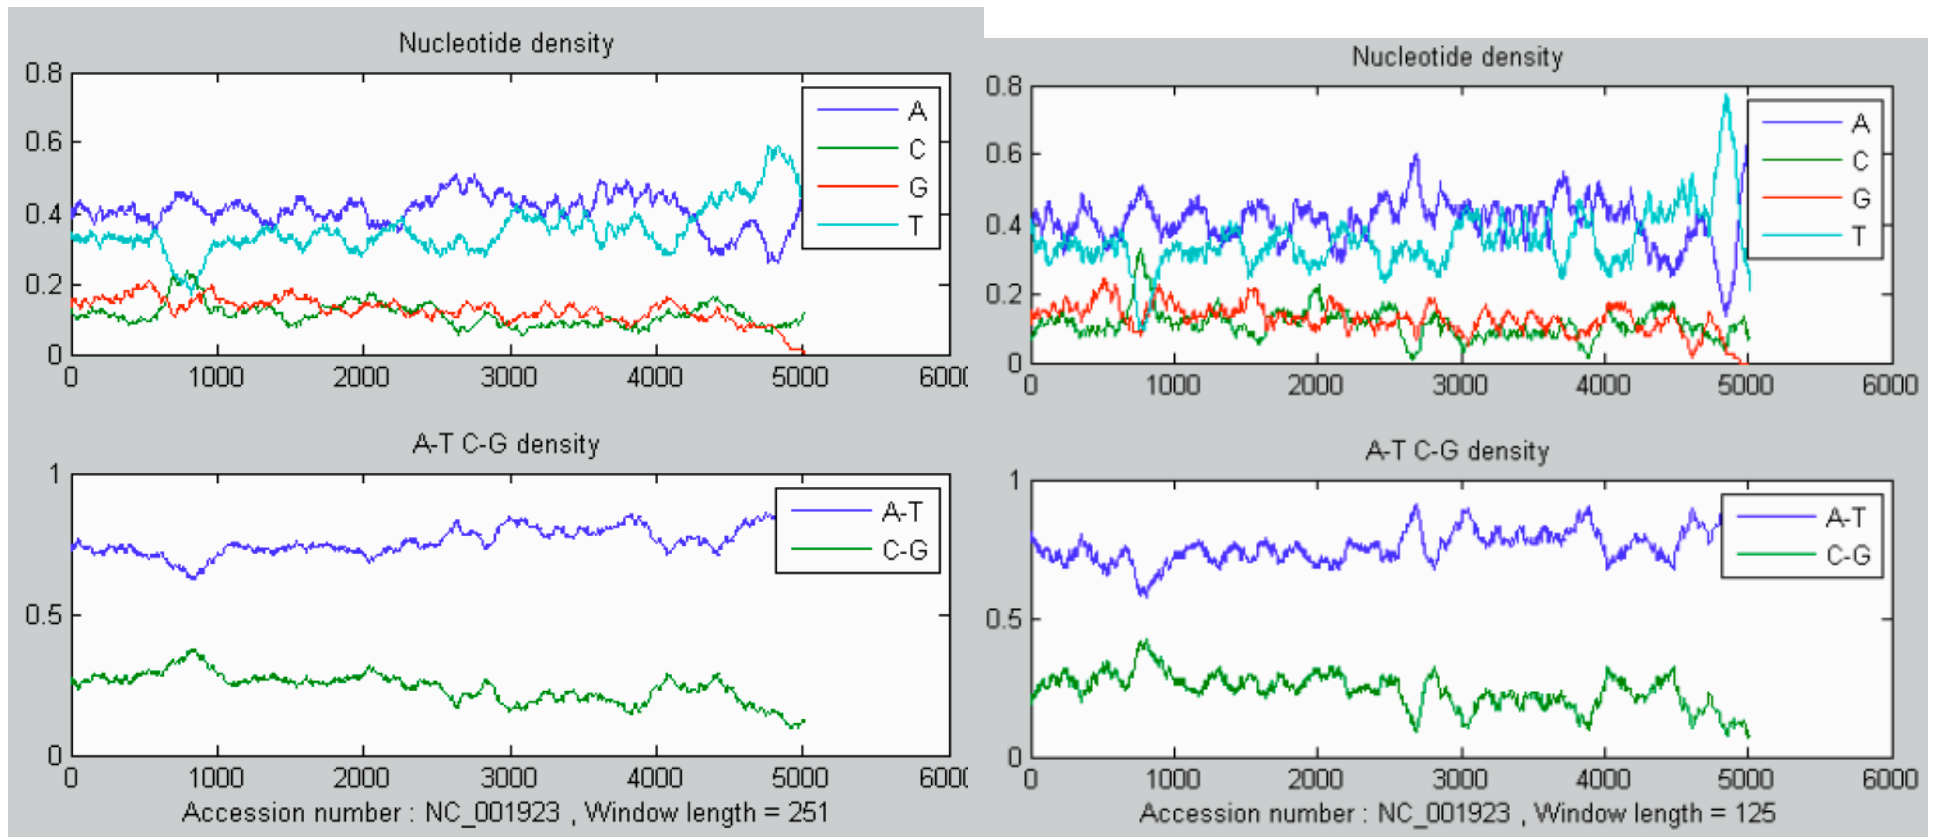 Nucleotide density
0.8
0.6
0.4
0.2
0
A
C
G
T
0 1000 2000 3000 4000 5000 600
A-T C-G density
1
0.5
0
A-T
C-G
0 1000 2000 3000 4000 5000 600
Accession number : NC_001923 , Window length = 251
Nucleotide density
0.8
0.6
0.4
0.2
0
A
C
G
T
0 1000 2000 3000 4000 5000 6000
A-T C-G density
1
0.5
0
A-T
C-G
0 1000 2000 3000 4000 5000 6000
Accession number : NC_001923 , Window length = 125